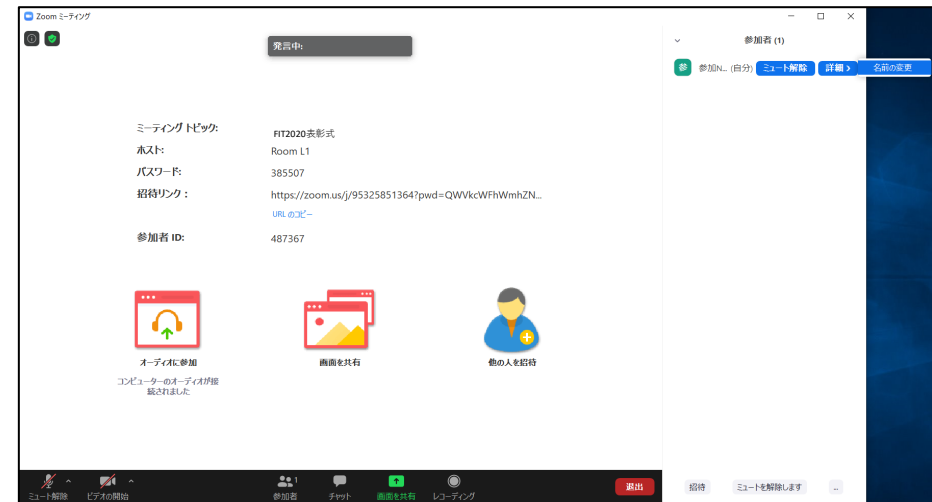 Zoom ミーティング
発言中:
ミーティング トピック:
FIT2020表彰式
ホスト:
Room L1
パスワード:
385507
招待リンク :
https://zoom.us/j/95325851364?pwd=QWVkcWFhWmhZN...
URL のコピー
参加者 ID:
487367
オーディオに参加
コンピューターのオーディオが接
続されました
画面を共有
他の人を招待
ミュート解除
ビデオの開始
参加者
1
チャット
画面を共有
レコーディング
退出
参加者 (1)
参 参加N... (自分) ミュート解除 詳細 >
名前の変更
招待
ミュートを解除します
...